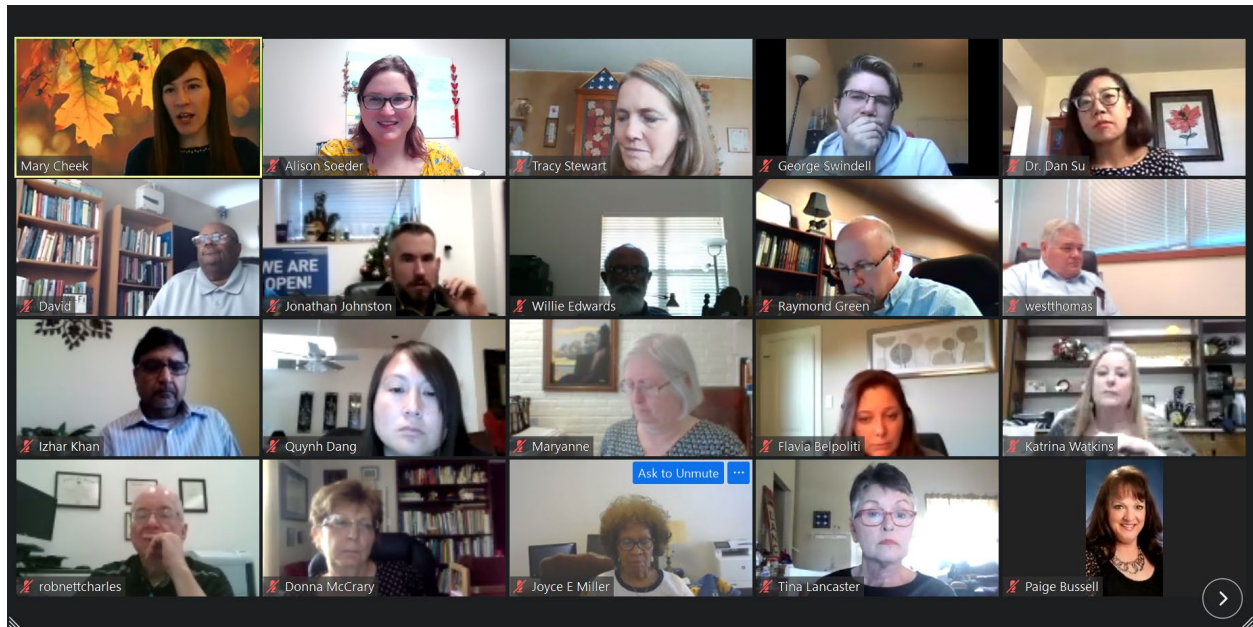 Mary Cheek
Alison Soeder
Tracy Stewart
George Swindell
Dr. Dan Su
David
WE ARE
OPEN!
Jonathan Johnston
Willie Edwards
Raymond Green
westthomas
Izhar Khan
Quynh Dang
Maryanne
Flavia Belpoliti
Katrina Watkins
Ask to Unmute
robnettcharles
Donna McCrary
Joyce E Miller
Tina Lancaster
Paige Bussell